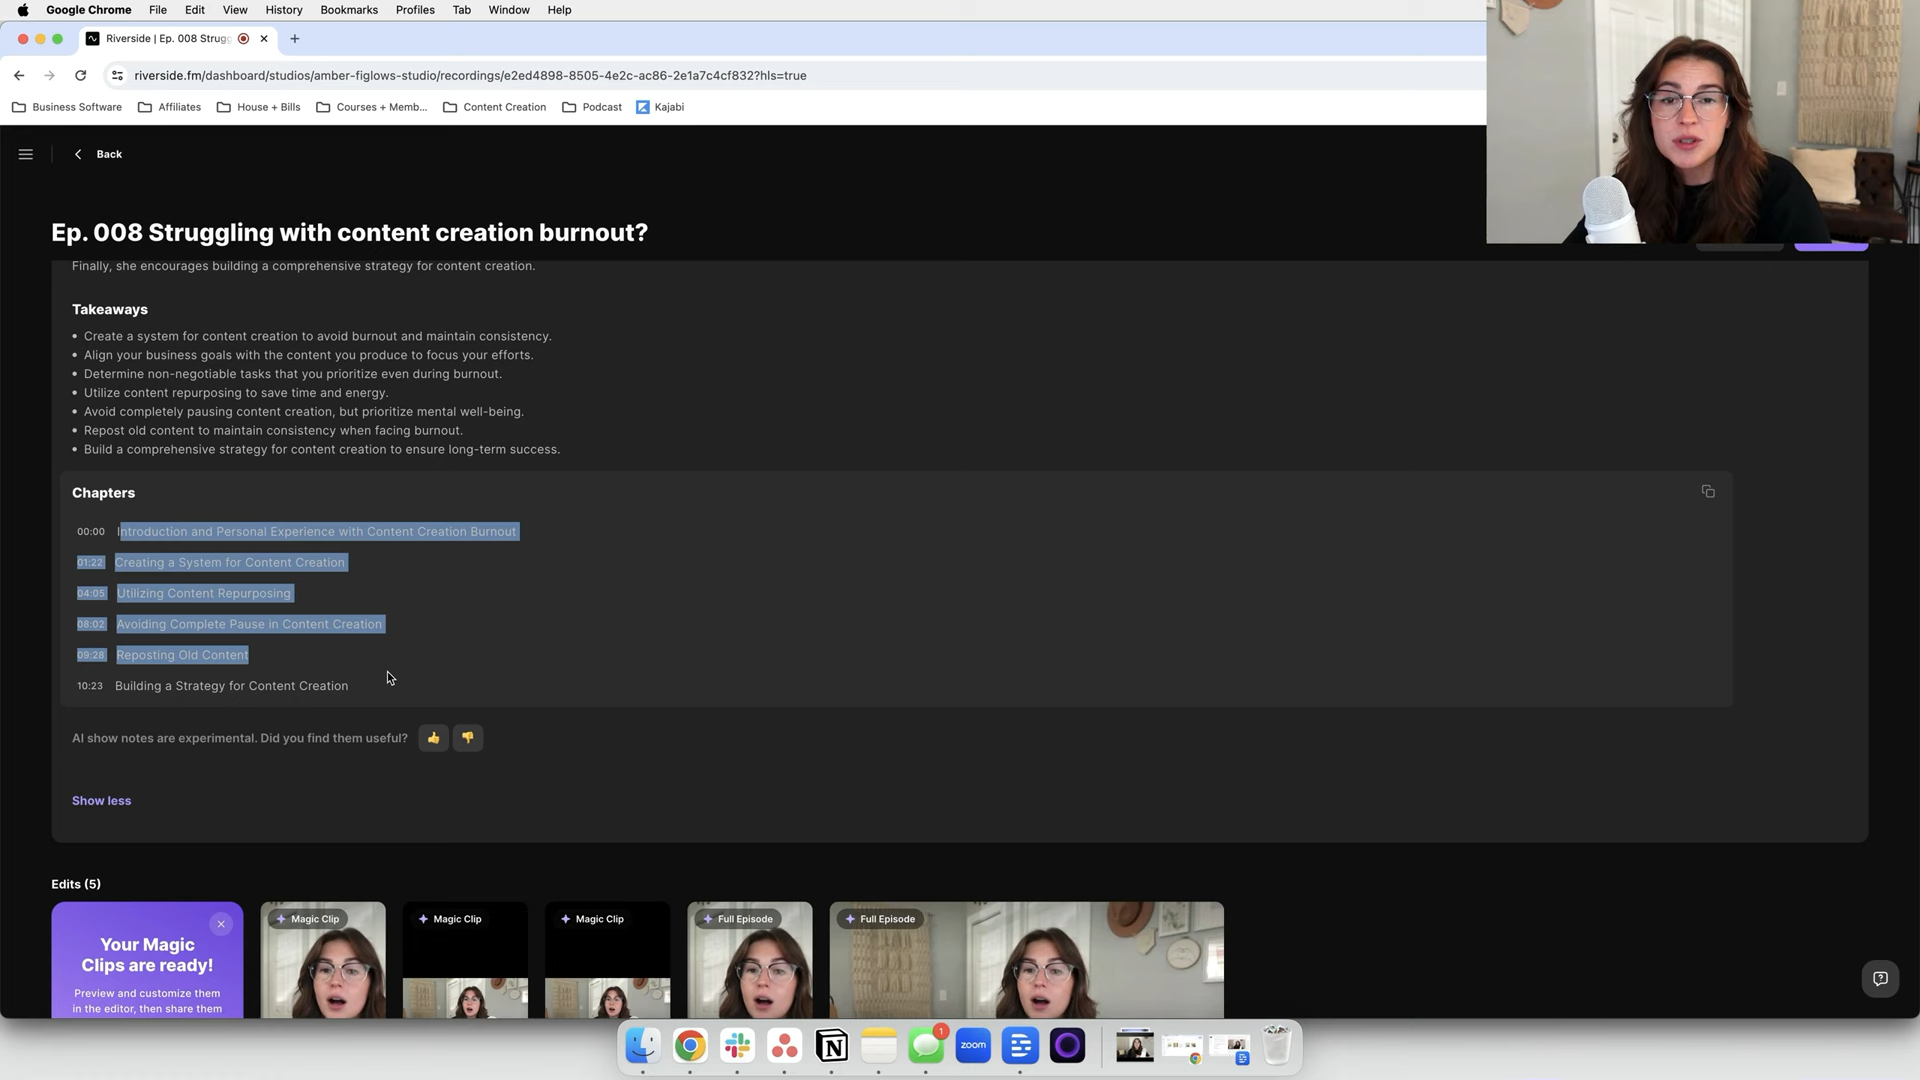 Google Chrome File Edit View History Bookmarks Profiles Tab Window Help
Riverside | Ep. 008 Strugg
riverside.fm/dashboard/studios/amber-figlows-studio/recordings/e2ed4898-8505-4e2c-ac86-2e1a7c4cf832?hls=true
Business Software Affiliates House + Bills Courses + Memb... Content Creation Podcast Kajabi
Back
Ep. 008 Struggling with content creation burnout?
Finally, she encourages building a comprehensive strategy for content creation.
Takeaways
• Create a system for content creation to avoid burnout and maintain consistency.
• Align your business goals with the content you produce to focus your efforts.
• Determine non-negotiable tasks that you prioritize even during burnout.
• Utilize content repurposing to save time and energy.
• Avoid completely pausing content creation, but prioritize mental well-being.
• Repost old content to maintain consistency when facing burnout.
• Build a comprehensive strategy for content creation to ensure long-term success.
Chapters
00:00 Introduction and Personal Experience with Content Creation Burnout
01:22 Creating a System for Content Creation
04:05 Utilizing Content Repurposing
08:02 Avoiding Complete Pause in Content Creation
09:28 Reposting Old Content
10:23 Building a Strategy for Content Creation
AI show notes are experimental. Did you find them useful?
Show less
Edits (5)
Your Magic
Clips are ready!
Preview and customize them
in the editor, then share them
Magic Clip
Magic Clip
Magic Clip
Full Episode
Full Episode
1
zoom